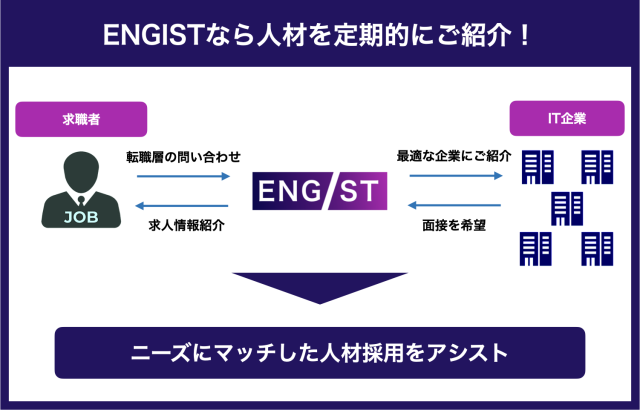 ENGISTなら人材を定期的にご紹介！
求職者
IT企業
転職層の問い合わせ
最適な企業にご紹介
ENGIST
JOB
求人情報紹介
面接を希望
ニーズにマッチした人材採用をアシスト